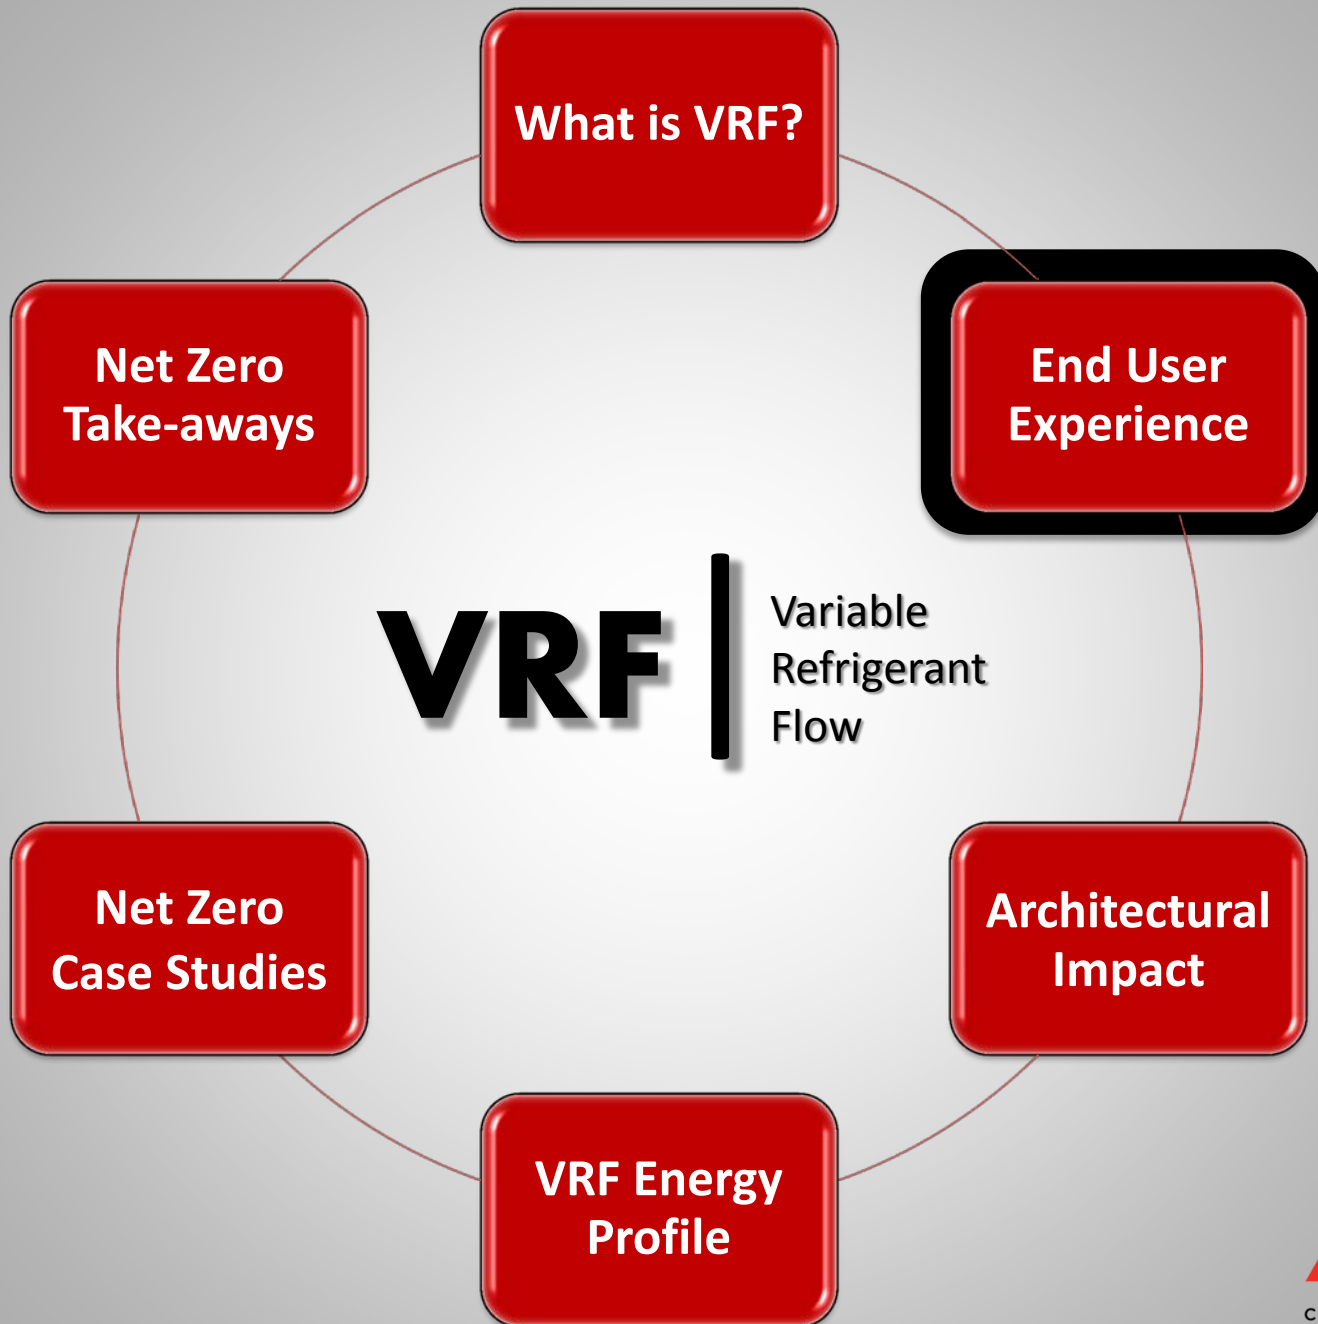 What is VRF?
End User
Experience
Architectural
Impact
VRF Energy
Profile
Net Zero
Case Studies
Net Zero
Take-aways
VRF
Variable
Refrigerant
Flow